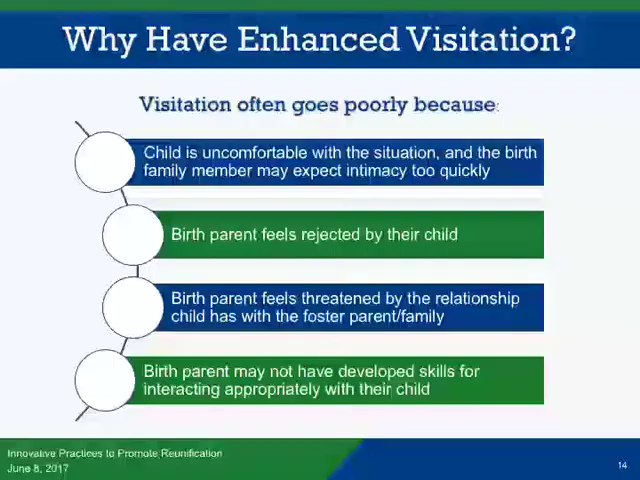 Why Have Enhanced Visitation?
Visitation often goes poorly because:
Child is uncomfortable with the situation, and the birth
family member may expect intimacy too quickly
Birth parent feels rejected by their child
Birth parent feels threatened by the relationship
child has with the foster parent/family
Birth parent may not have developed skills for
interacting appropriately with their child
Innovative Practices to Promote Reunification
June 8, 2017
14